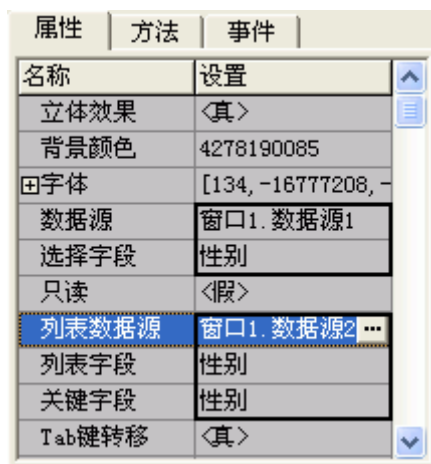 属性 方法 事件
名称 设置
立体效果 <真>
背景颜色 4278190085
字体 [134,-16777208,-
数据源 窗口1.数据源1
选择字段 性别
只读 <假>
列表数据源 窗口1.数据源2 ...
列表字段 性别
关键字段 性别
Tab键转移 <真>